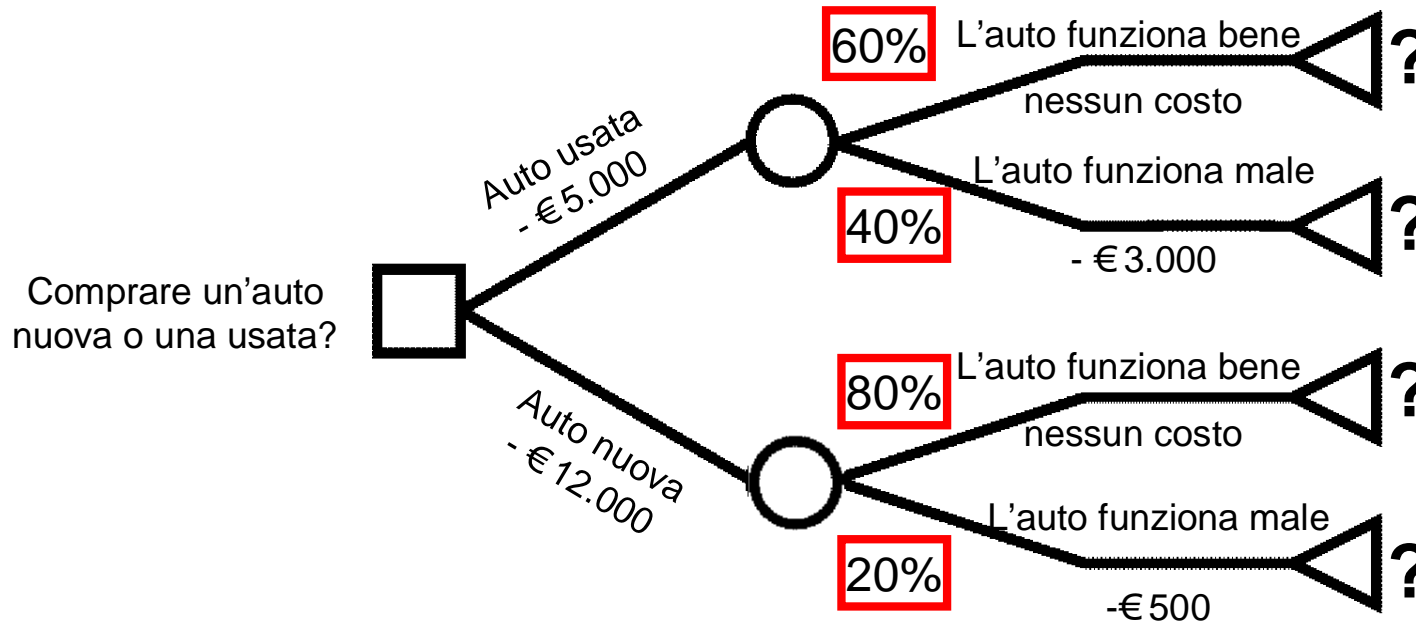 60%
L'auto funziona bene
?
nessun costo
Auto usata
- €5.000
L'auto funziona male
?
40%
- €3.000
Comprare un'auto
nuova o una usata?
80%
L'auto funziona bene
?
nessun costo
Auto nuova
- €12.000
L'auto funziona male
?
20%
-€500